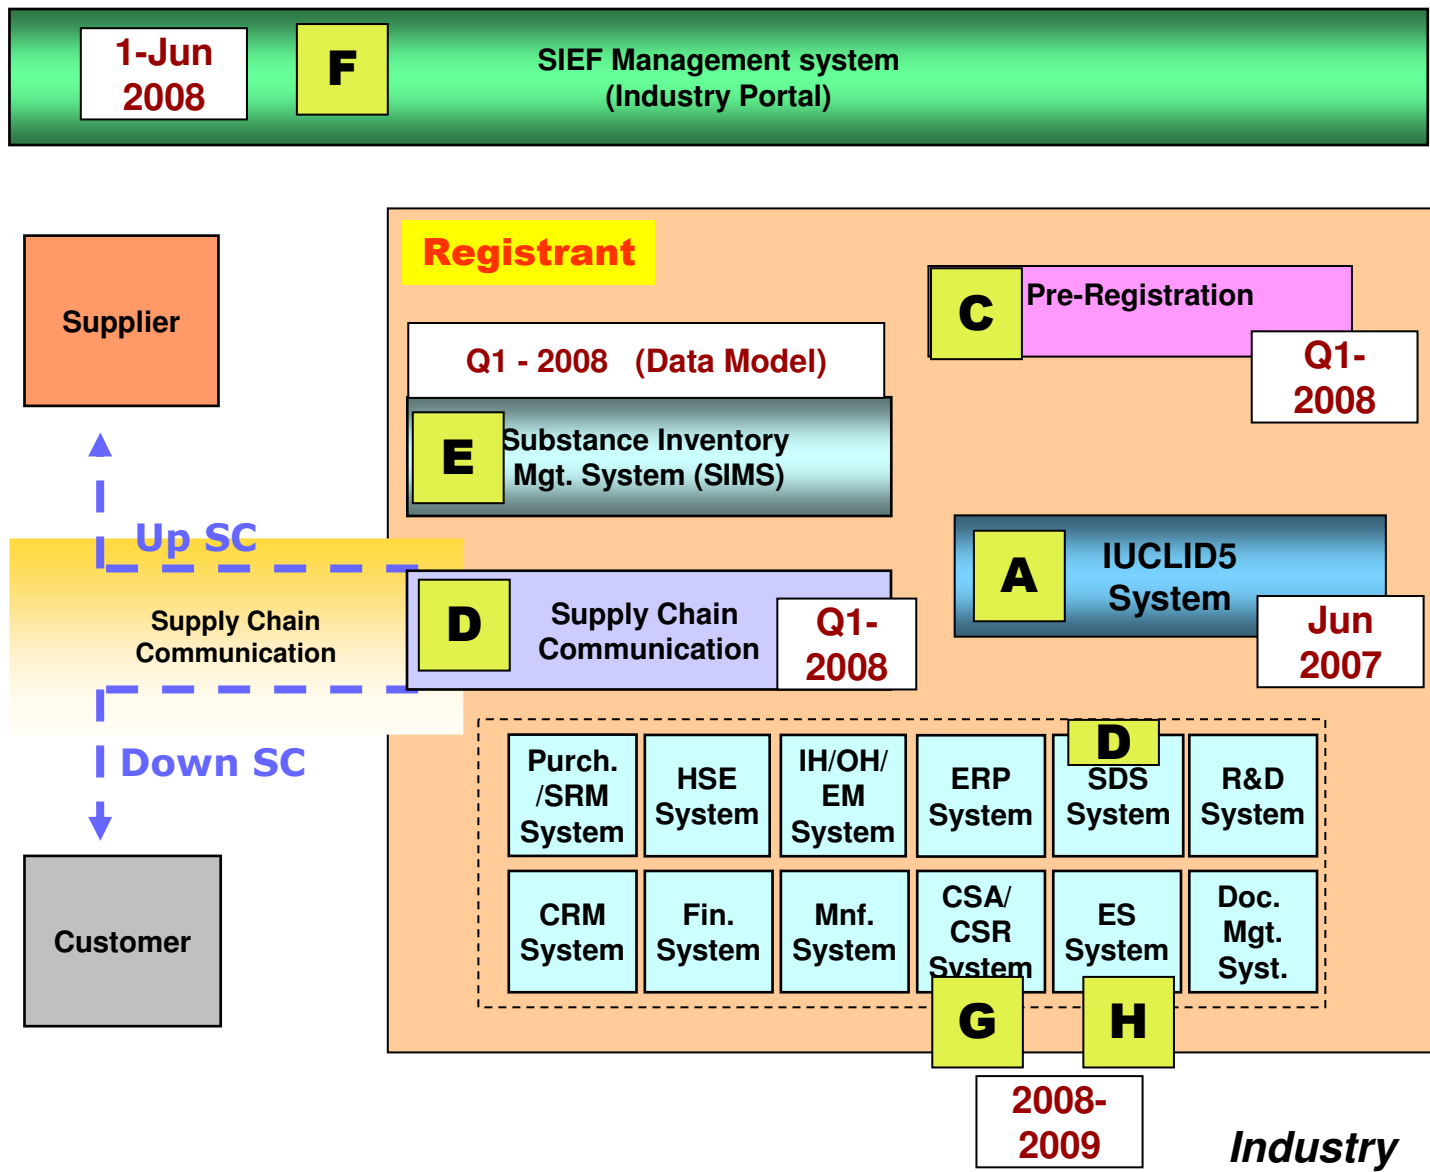 1-Jun
2008
F
SIEF Management system
(Industry Portal)
Registrant
Supplier
C
Pre-Registration
Q1-
2008
Q1 - 2008 (Data Model)
E
Substance Inventory
Mgt. System (SIMS)
Up SC
A
IUCLID5
System
Jun
2007
Supply Chain
Communication
D
Supply Chain
Communication
Q1-
2008
Down SC
Purch.
/SRM
System
HSE
System
IH/OH/
EM
System
ERP
System
D
SDS
System
R&D
System
Customer
CRM
System
Fin.
System
Mnf.
System
CSA/
CSR
System
ES
System
Doc.
Mgt.
Syst.
G
H
2008-
2009
Industry